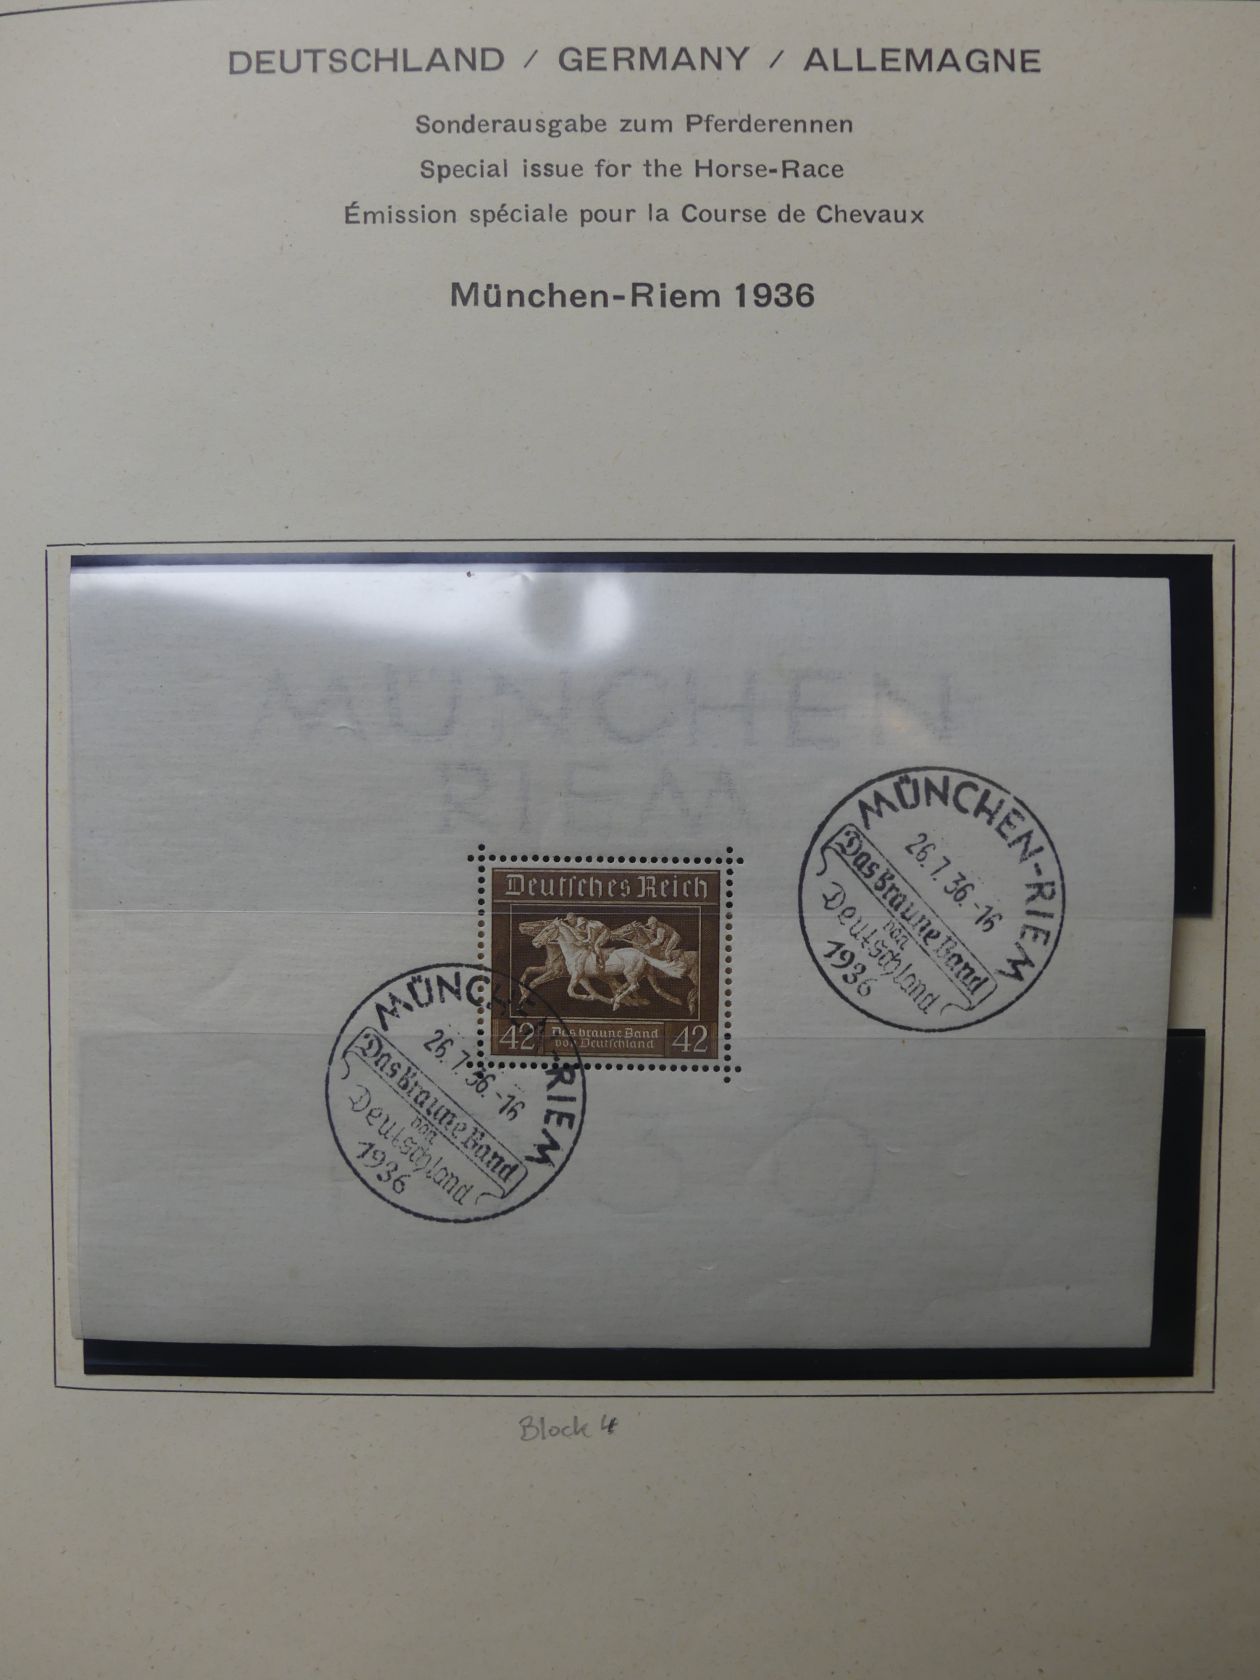 DEUTSCHLAND / GERMANY / ALLEMAGNE
Sonderausgabe zum Pferderennen
Special issue for the Horse-Race
Émission spéciale pour la Course de Chevaux
München-Riem 1936
MÜNCHEN
RIEM
MÜNCHEN-RIEM
26.7.36.-16
Das Braune Band
von
Deutschland
1936
Deutsches Reich
42 Das braune Band 42
von Deutschland
MÜNCHEN-RIEM
26.7.36.-16
Das Braune Band
von
Deutschland
1936
Block 4